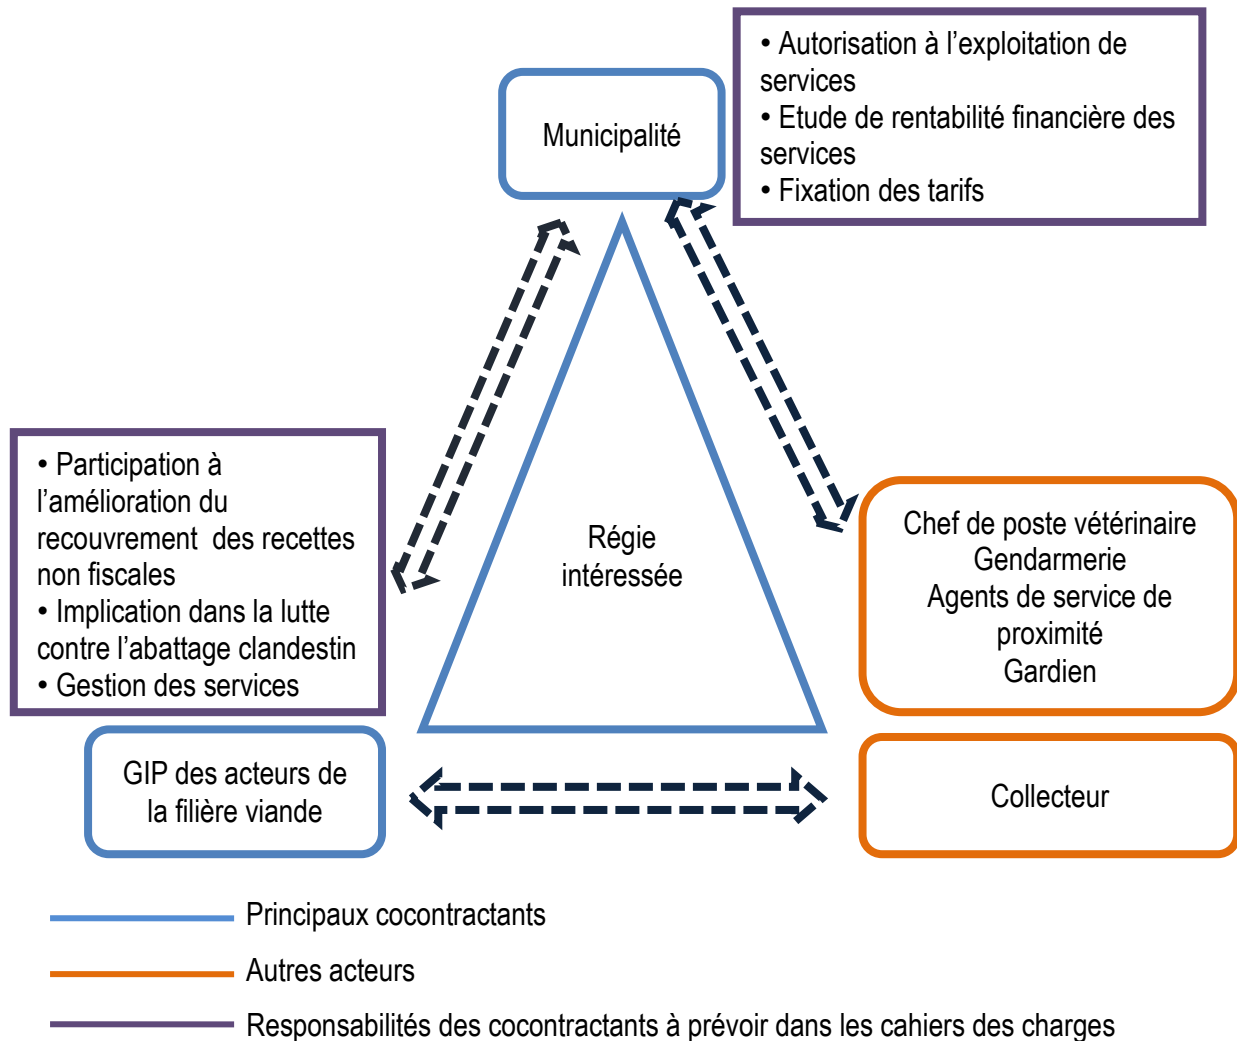 Municipalité
• Autorisation à l’exploitation de
services
• Etude de rentabilité financière des
services
• Fixation des tarifs
• Participation à
l’amélioration du
recouvrement des recettes
non fiscales
• Implication dans la lutte
contre l’abattage clandestin
• Gestion des services
Régie
intéressée
Chef de poste vétérinaire
Gendarmerie
Agents de service de
proximité
Gardien
GIP des acteurs de
la filière viande
Collecteur
Principaux cocontractants
Autres acteurs
Responsabilités des cocontractants à prévoir dans les cahiers des charges